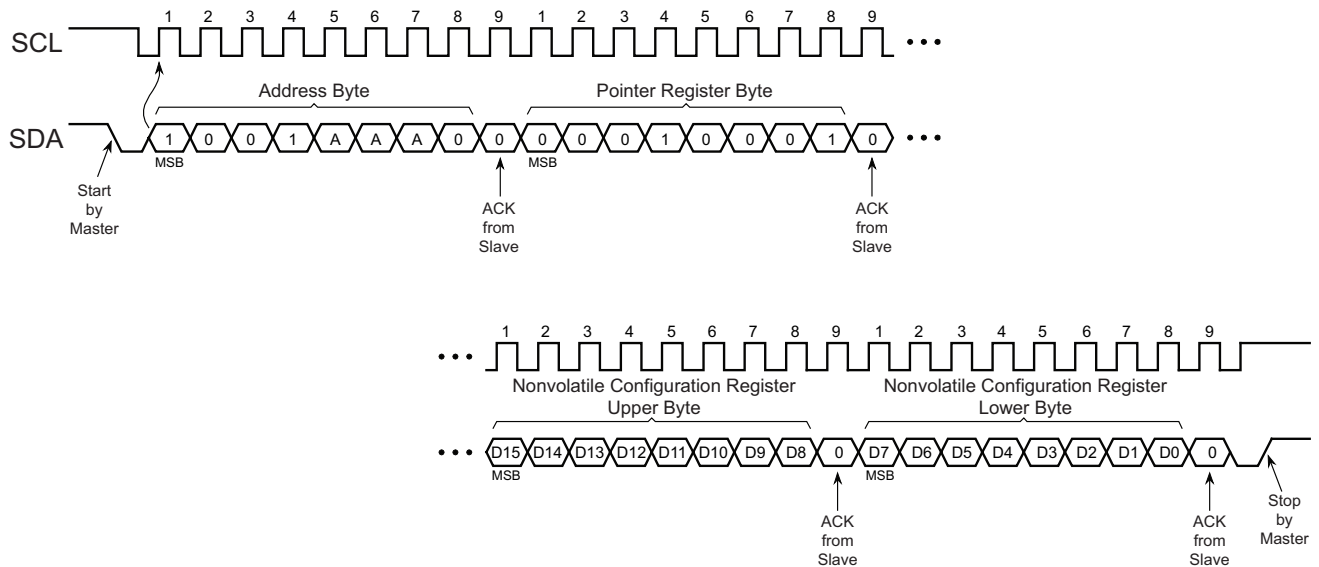 1 2 3 4 5 6 7 8 9 1 2 3 4 5 6 7 8 9
SCL
Address Byte Pointer Register Byte
SDA 1 0 0 1 A A A 0 0 0 0 0 1 0 0 0 1 0
MSB MSB
Start
by
Master
ACK
from
Slave
ACK
from
Slave
1 2 3 4 5 6 7 8 9 1 2 3 4 5 6 7 8 9
Nonvolatile Configuration Register
Upper Byte
Nonvolatile Configuration Register
Lower Byte
D15 D14 D13 D12 D11 D10 D9 D8 0 D7 D6 D5 D4 D3 D2 D1 D0 0
MSB MSB
ACK
from
Slave
ACK
from
Slave
Stop
by
Master